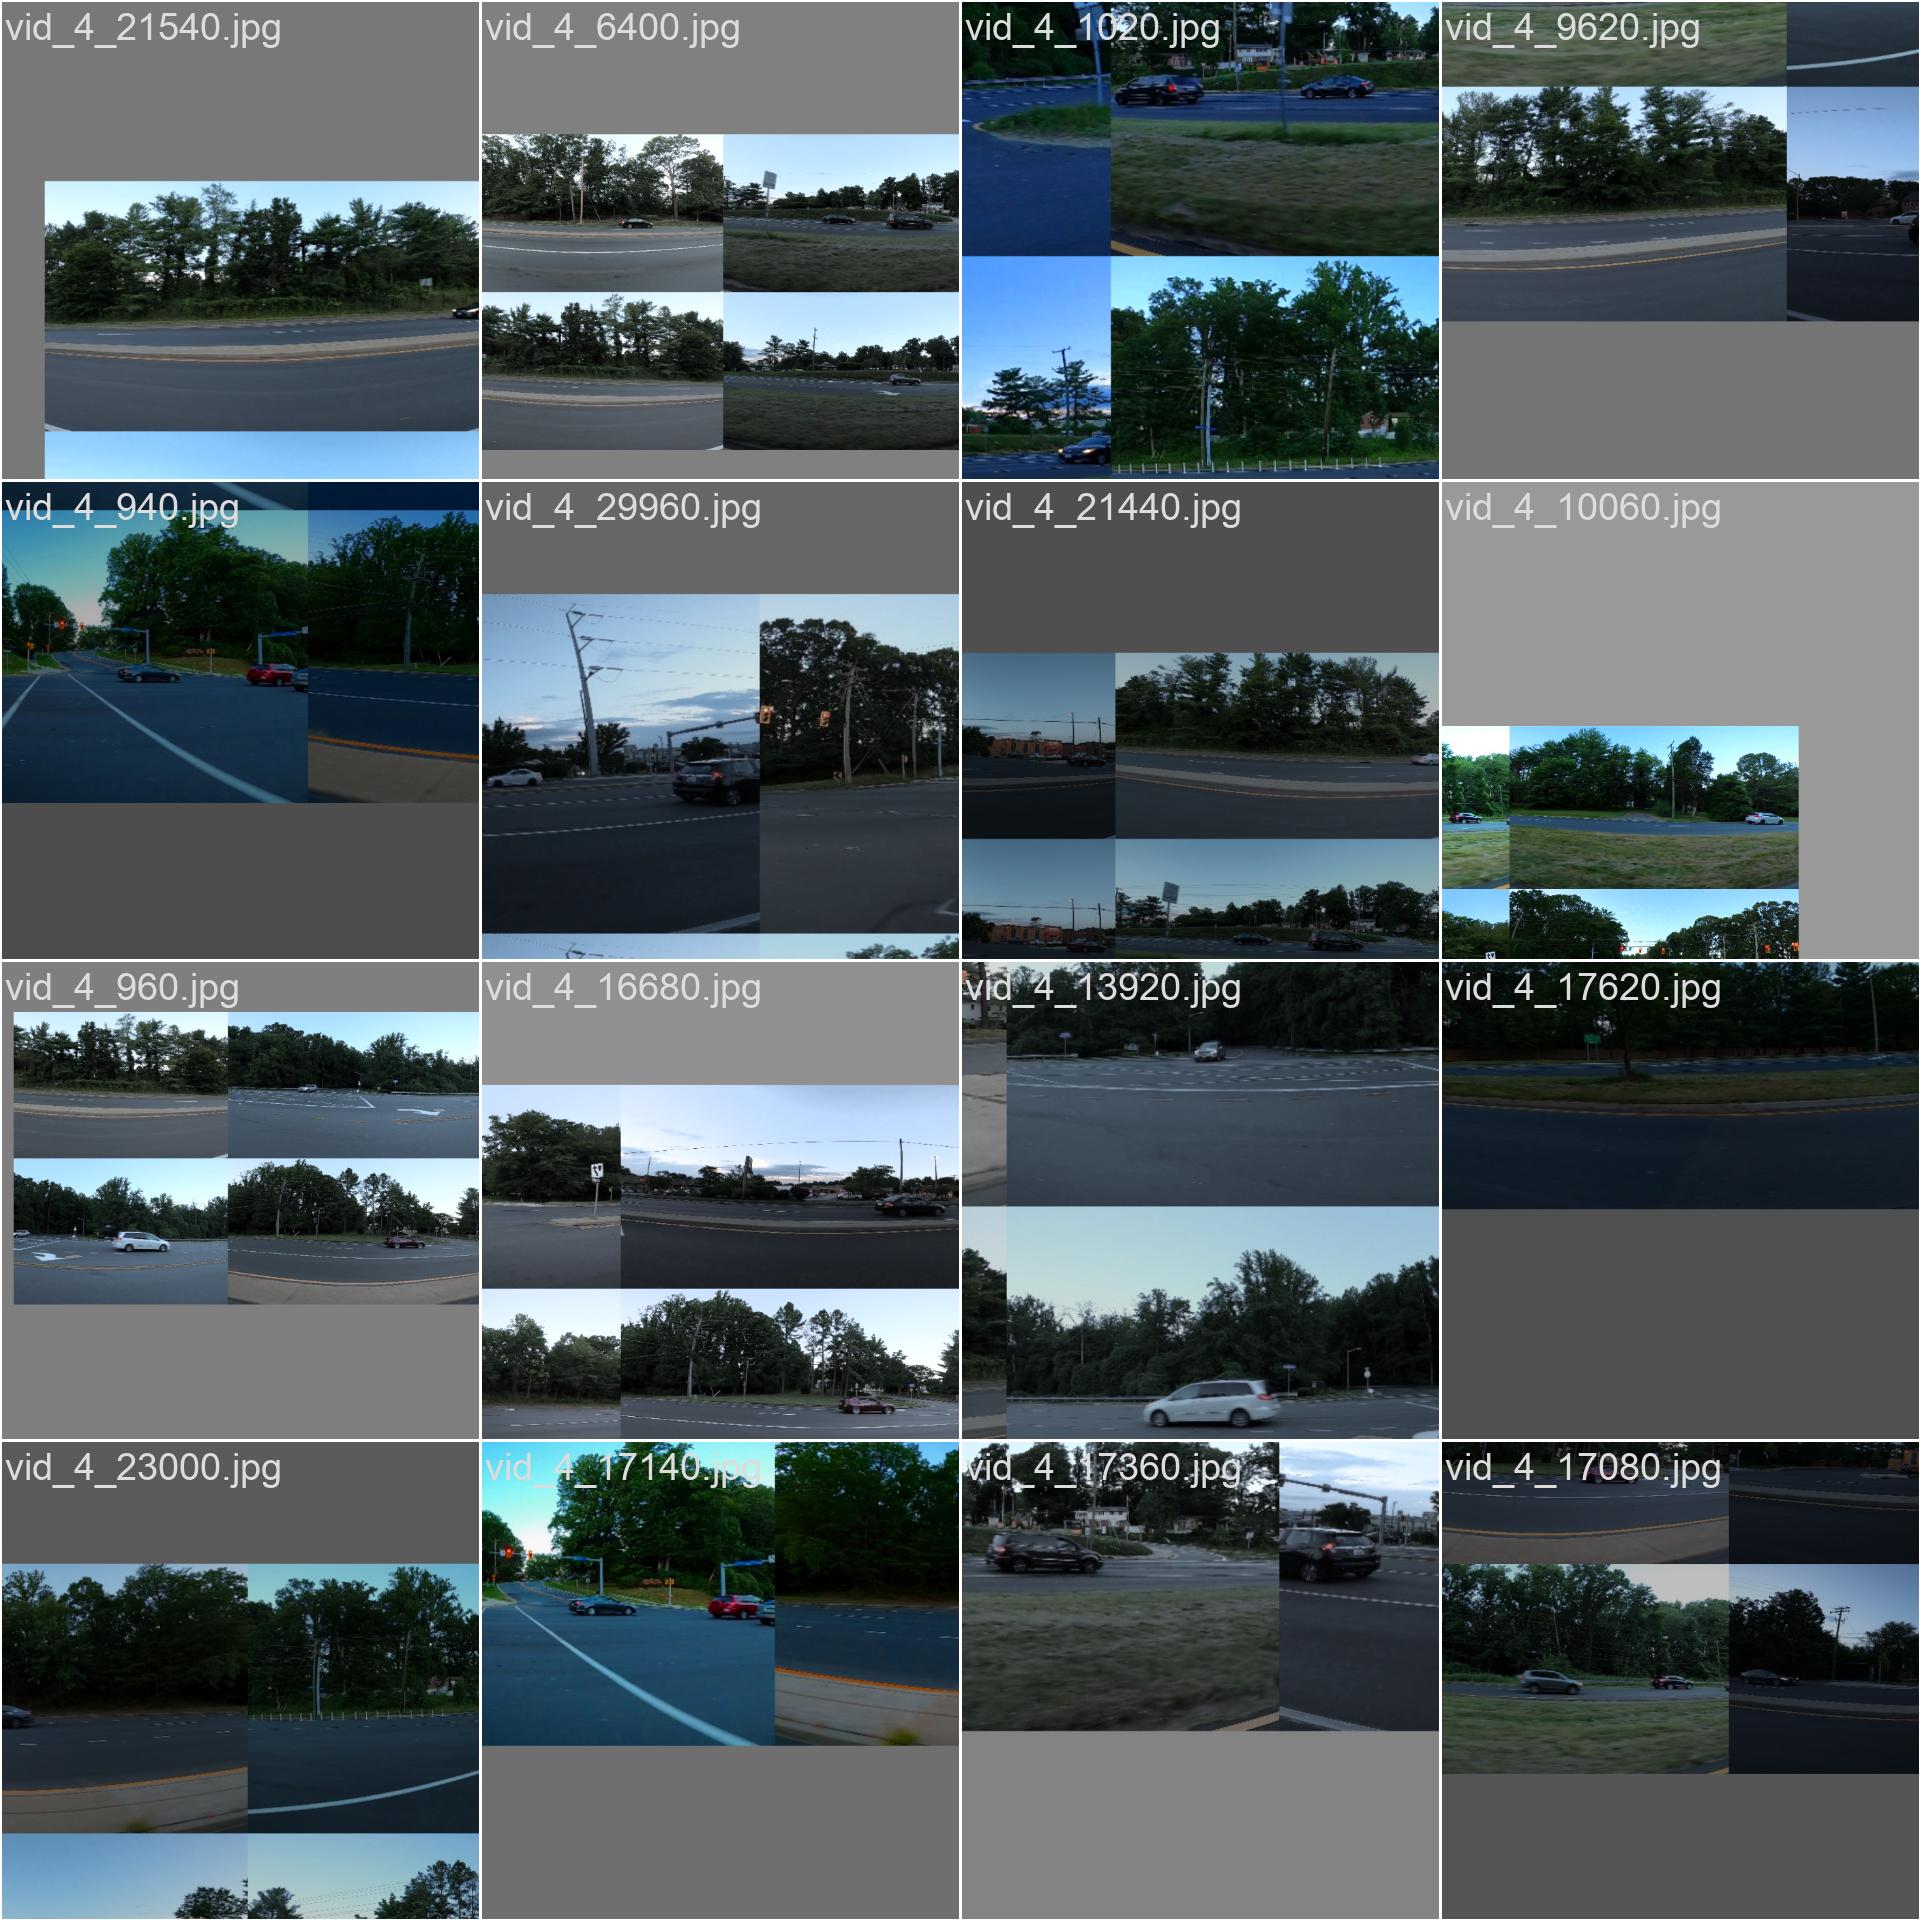 vid_4_21540.jpg
vid_4_6400.jpg
vid_4_1020.jpg
vid_4_9620.jpg
vid_4_940.jpg
vid_4_29960.jpg
vid_4_21440.jpg
vid_4_10060.jpg
vid_4_960.jpg
vid_4_16680.jpg
vid_4_13920.jpg
vid_4_17620.jpg
vid_4_23000.jpg
vid_4_17140.jpg
vid_4_17360.jpg
vid_4_17080.jpg